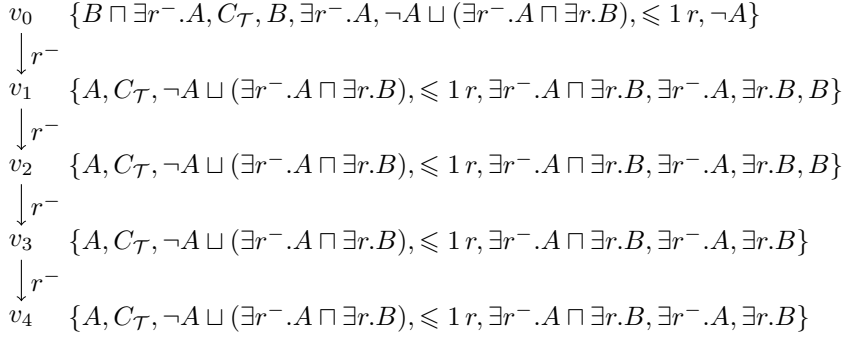 v₀ {B ⊓ ∃r⁻.A, C_𝒯, B, ∃r⁻.A, ¬A ⊔ (∃r⁻.A ⊓ ∃r.B), ⩽ 1 r, ¬A}
r⁻
v₁ {A, C_𝒯, ¬A ⊔ (∃r⁻.A ⊓ ∃r.B), ⩽ 1 r, ∃r⁻.A ⊓ ∃r.B, ∃r⁻.A, ∃r.B, B}
r⁻
v₂ {A, C_𝒯, ¬A ⊔ (∃r⁻.A ⊓ ∃r.B), ⩽ 1 r, ∃r⁻.A ⊓ ∃r.B, ∃r⁻.A, ∃r.B, B}
r⁻
v₃ {A, C_𝒯, ¬A ⊔ (∃r⁻.A ⊓ ∃r.B), ⩽ 1 r, ∃r⁻.A ⊓ ∃r.B, ∃r⁻.A, ∃r.B}
r⁻
v₄ {A, C_𝒯, ¬A ⊔ (∃r⁻.A ⊓ ∃r.B), ⩽ 1 r, ∃r⁻.A ⊓ ∃r.B, ∃r⁻.A, ∃r.B}